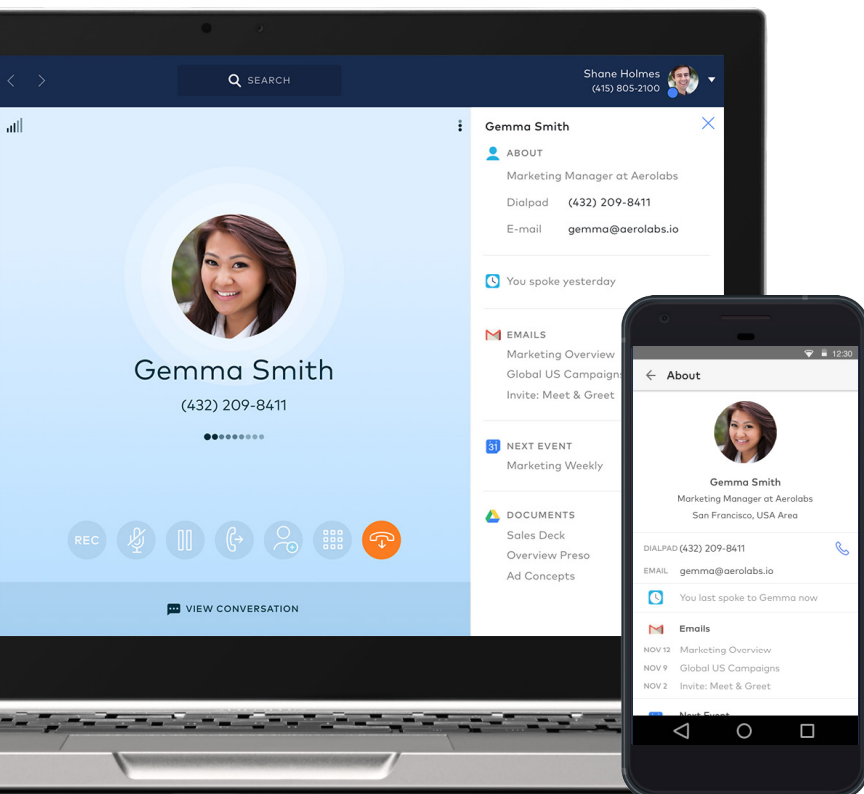 SEARCH
Shane Holmes
(415) 805-2100
Gemma Smith
(432) 209-8411
REC
VIEW CONVERSATION
Gemma Smith
ABOUT
Marketing Manager at Aerolabs
Dialpad (432) 209-8411
E-mail gemma@aerolabs.io
You spoke yesterday
EMAILS
Marketing Overview
Global US Campaigns
Invite: Meet & Greet
31 NEXT EVENT
Marketing Weekly
DOCUMENTS
Sales Deck
Overview Preso
Ad Concepts
12:30
About
Gemma Smith
Marketing Manager at Aerolabs
San Francisco, USA Area
DIALPAD (432) 209-8411
EMAIL gemma@aerolabs.io
You last spoke to Gemma now
Emails
NOV 12 Marketing Overview
NOV 9 Global US Campaigns
NOV 2 Invite: Meet & Greet
Next Event